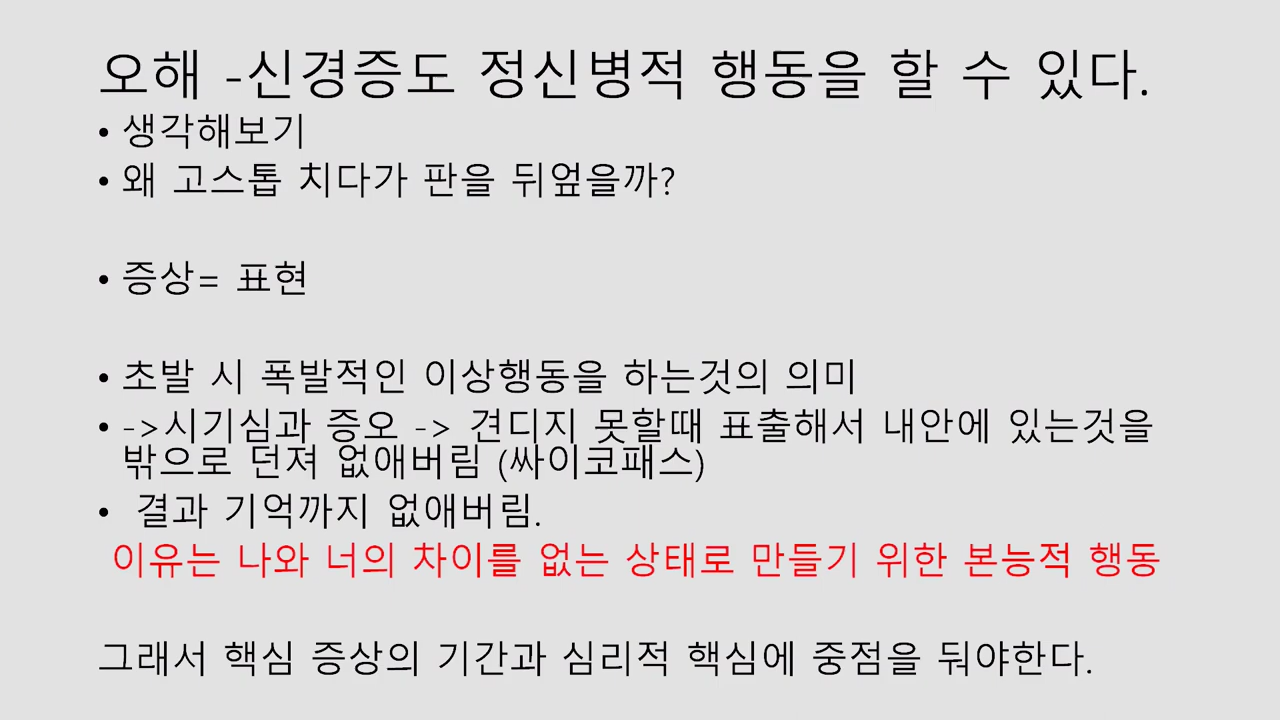 오해 -신경증도 정신병적 행동을 할 수 있다.
• 생각해보기
• 왜 고스톱 치다가 판을 뒤엎을까?
• 증상= 표현
• 초발 시 폭발적인 이상행동을 하는것의 의미
• ->시기심과 증오 -> 견디지 못할때 표출해서 내안에 있는것을
밖으로 던져 없애버림 (싸이코패스)
• 결과 기억까지 없애버림.
이유는 나와 너의 차이를 없는 상태로 만들기 위한 본능적 행동
그래서 핵심 증상의 기간과 심리적 핵심에 중점을 둬야한다.